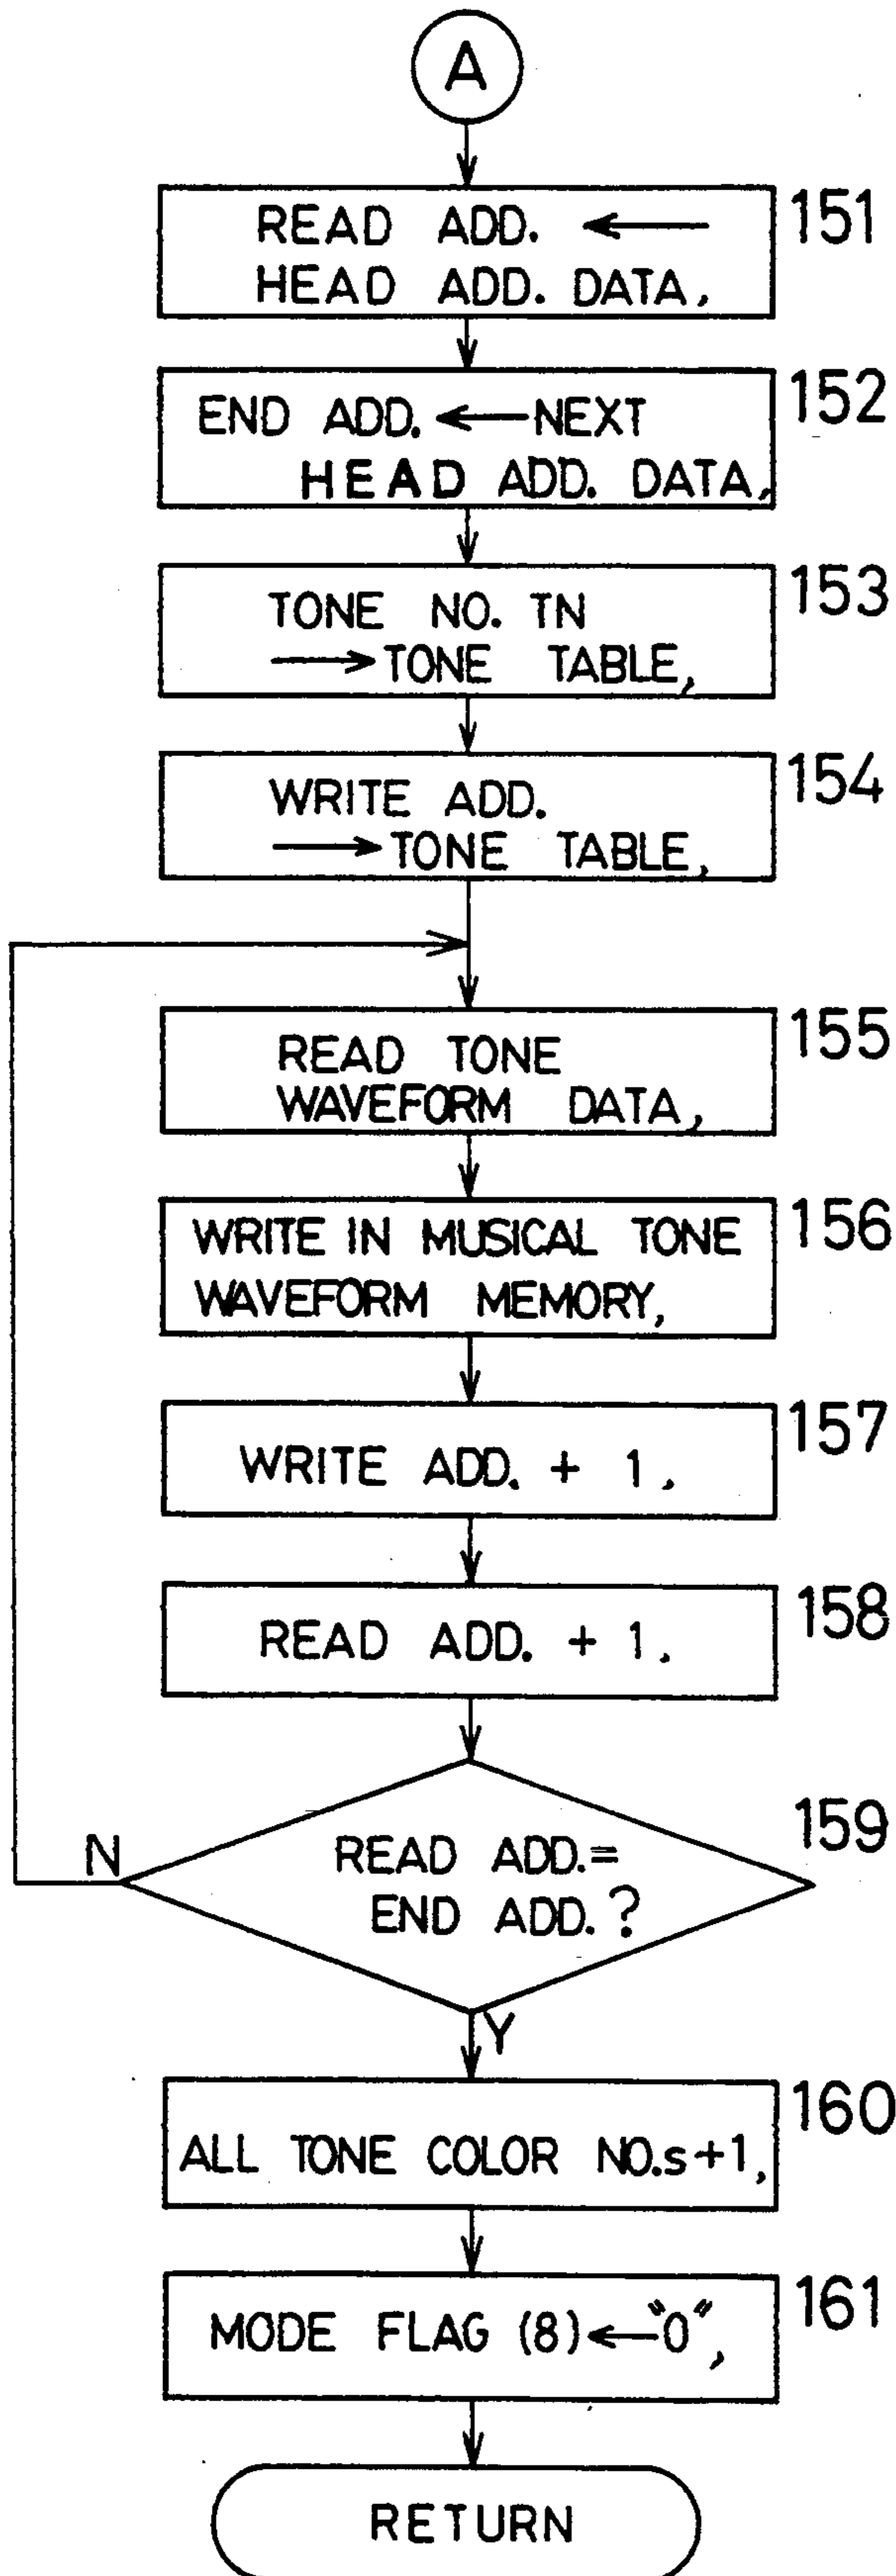 A
151
READ ADD. ←
HEAD ADD. DATA,
152
END ADD. ← NEXT
HEAD ADD. DATA,
153
TONE NO. TN
→ TONE TABLE,
154
WRITE ADD.
→ TONE TABLE,
155
READ TONE
WAVEFORM DATA,
156
WRITE IN MUSICAL TONE
WAVEFORM MEMORY,
157
WRITE ADD. + 1,
158
READ ADD. + 1,
159
N
READ ADD.=
END ADD.?
Y
160
ALL TONE COLOR NO.s+1,
161
MODE FLAG (8) ← "0",
RETURN